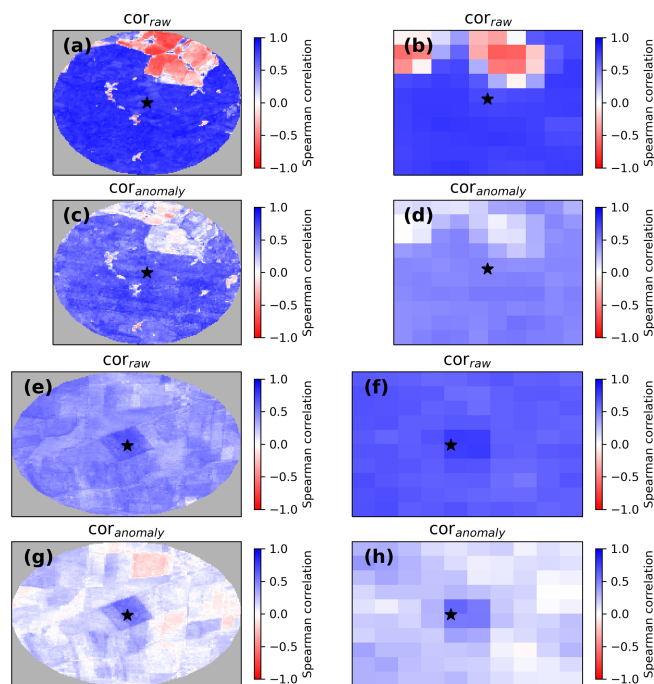 cor_raw cor_raw
(a) 1.0 0.5 0.0 −0.5 −1.0 Spearman correlation (b) 1.0 0.5 0.0 −0.5 −1.0 Spearman correlation
cor_anomaly cor_anomaly
(c) 1.0 0.5 0.0 −0.5 −1.0 Spearman correlation (d) 1.0 0.5 0.0 −0.5 −1.0 Spearman correlation
cor_raw cor_raw
(e) 1.0 0.5 0.0 −0.5 −1.0 Spearman correlation (f) 1.0 0.5 0.0 −0.5 −1.0 Spearman correlation
cor_anomaly cor_anomaly
(g) 1.0 0.5 0.0 −0.5 −1.0 Spearman correlation (h) 1.0 0.5 0.0 −0.5 −1.0 Spearman correlation